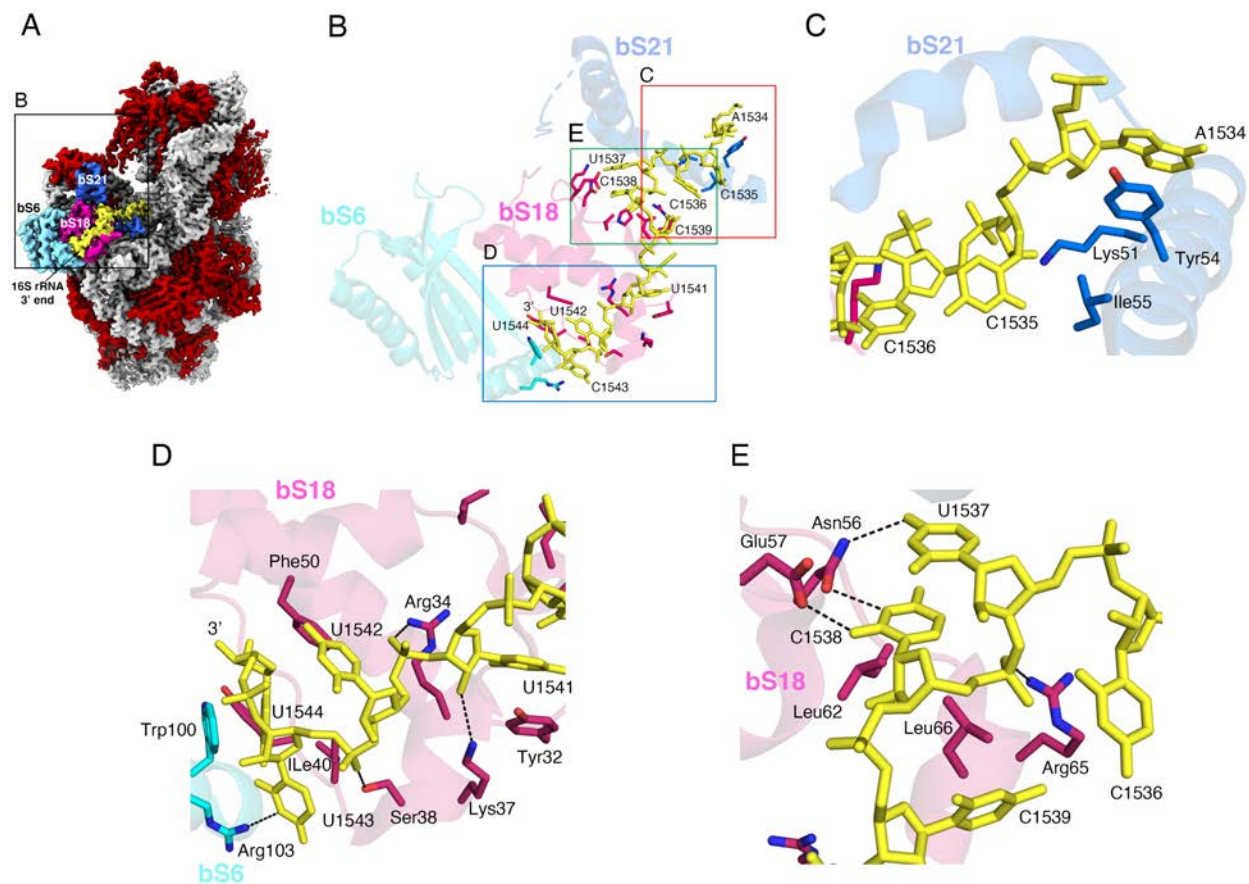 A
B
bS21
bS6
bS18
16S rRNA
3' end
B
bS21
C
A1534
E
U1537
C1538
C1535
bS6
bS18
C1536
C1539
D
U1541
3'
U1542
U1544
C1543
C
bS21
A1534
Lys51
Tyr54
Ile55
C1535
C1536
D
bS18
Phe50
Arg34
3'
U1542
U1541
U1544
Trp100
ILe40
Tyr32
U1543
Ser38
Lys37
Arg103
bS6
E
U1537
Asn56
Glu57
C1538
bS18
Leu62
Leu66
Arg65
C1536
C1539